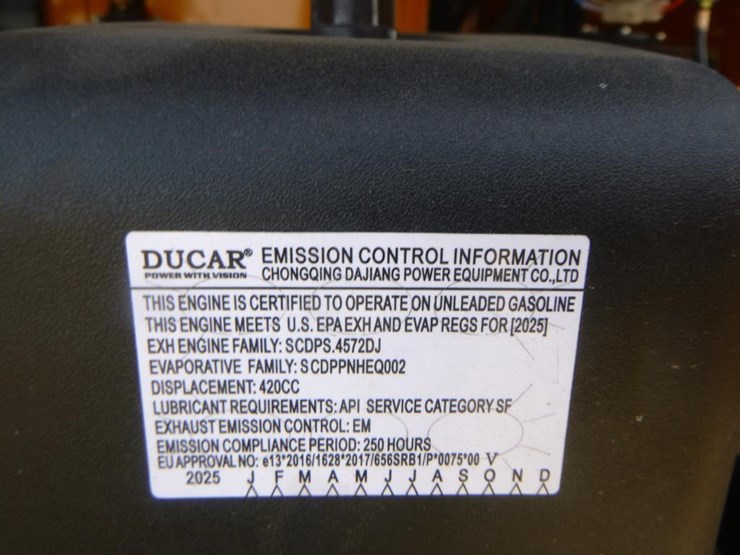 DUCAR® EMISSION CONTROL INFORMATION
POWER WITH VISION CHONGQING DAJIANG POWER EQUIPMENT CO.,LTD
THIS ENGINE IS CERTIFIED TO OPERATE ON UNLEADED GASOLINE
THIS ENGINE MEETS U.S. EPA EXH AND EVAP REGS FOR [2025]
EXH ENGINE FAMILY: SCDPS.4572DJ
EVAPORATIVE FAMILY: SCDPPNHEQ002
DISPLACEMENT: 420CC
LUBRICANT REQUIREMENTS: API SERVICE CATEGORY SF
EXHAUST EMISSION CONTROL: EM
EMISSION COMPLIANCE PERIOD: 250 HOURS
EU APPROVAL NO: e13*2016/1628*2017/656SRB1/P*0075*00 V
2025 J F M A M J J A S O N D